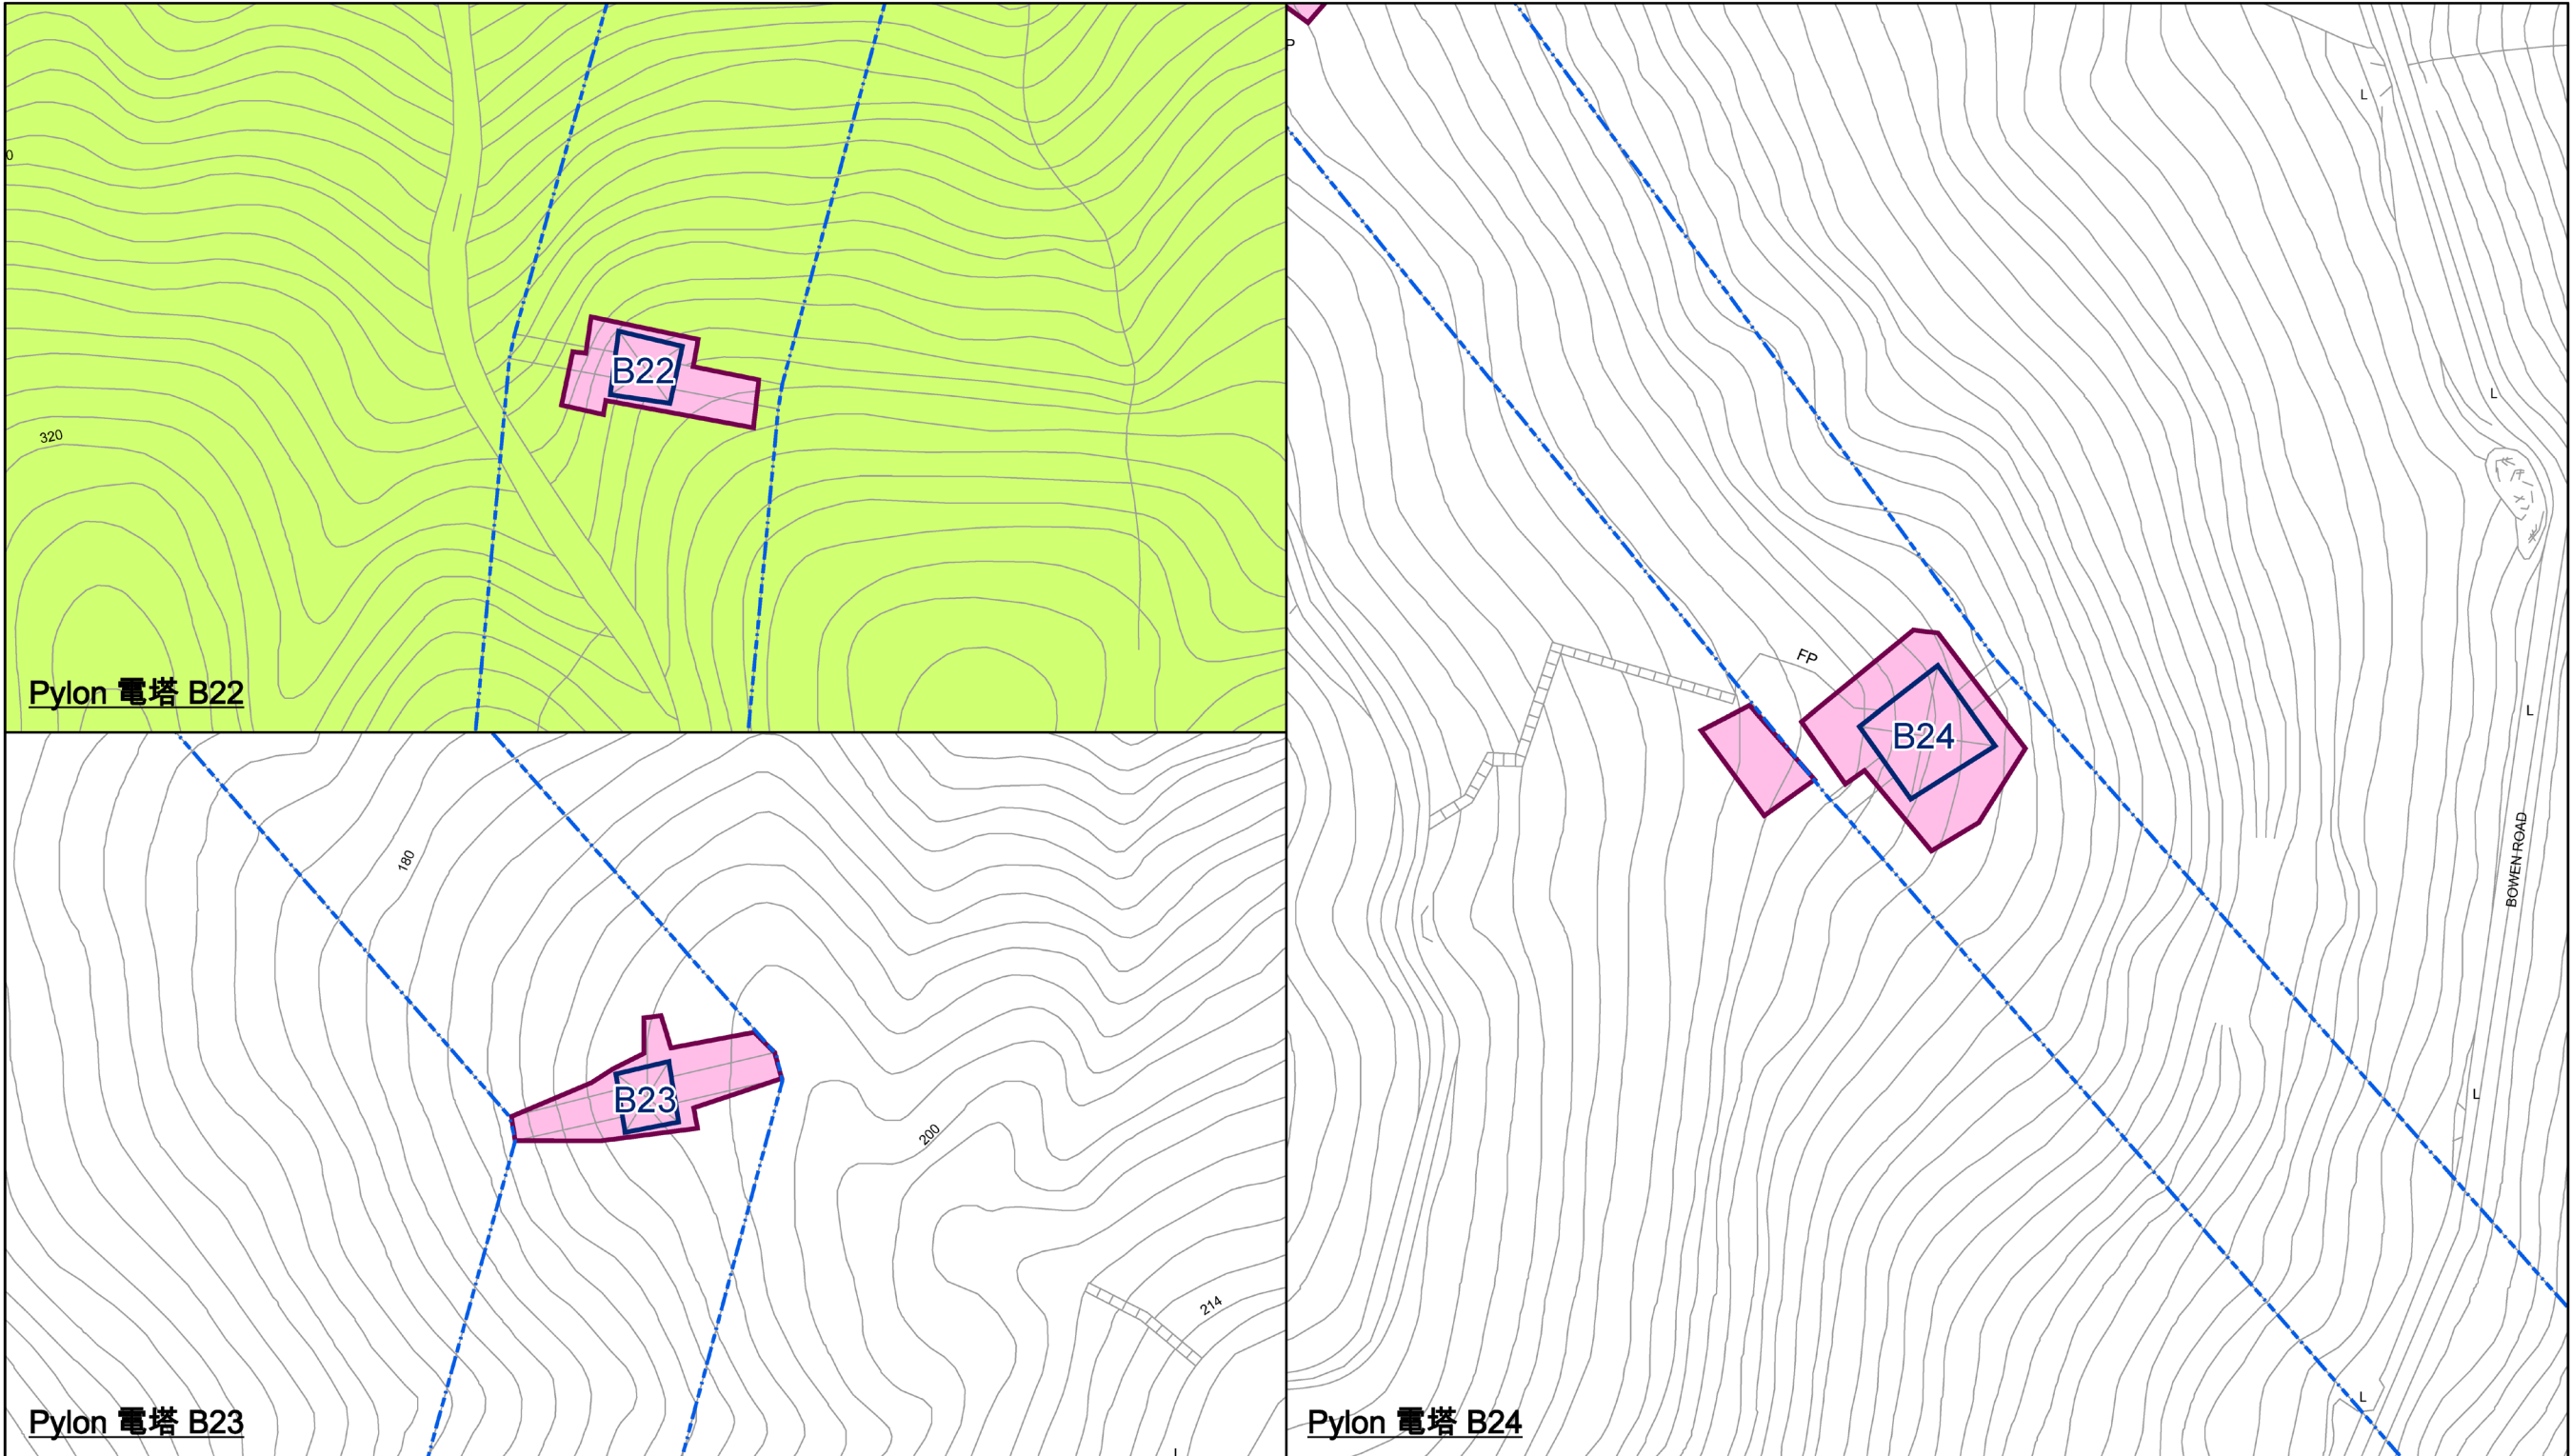 0
B22
320
Pylon 電塔 B22
180
B23
200
214
L
Pylon 電塔 B23
P
L
L
FP
B24
L
BOWEN ROAD
L
L
Pylon 電塔 B24